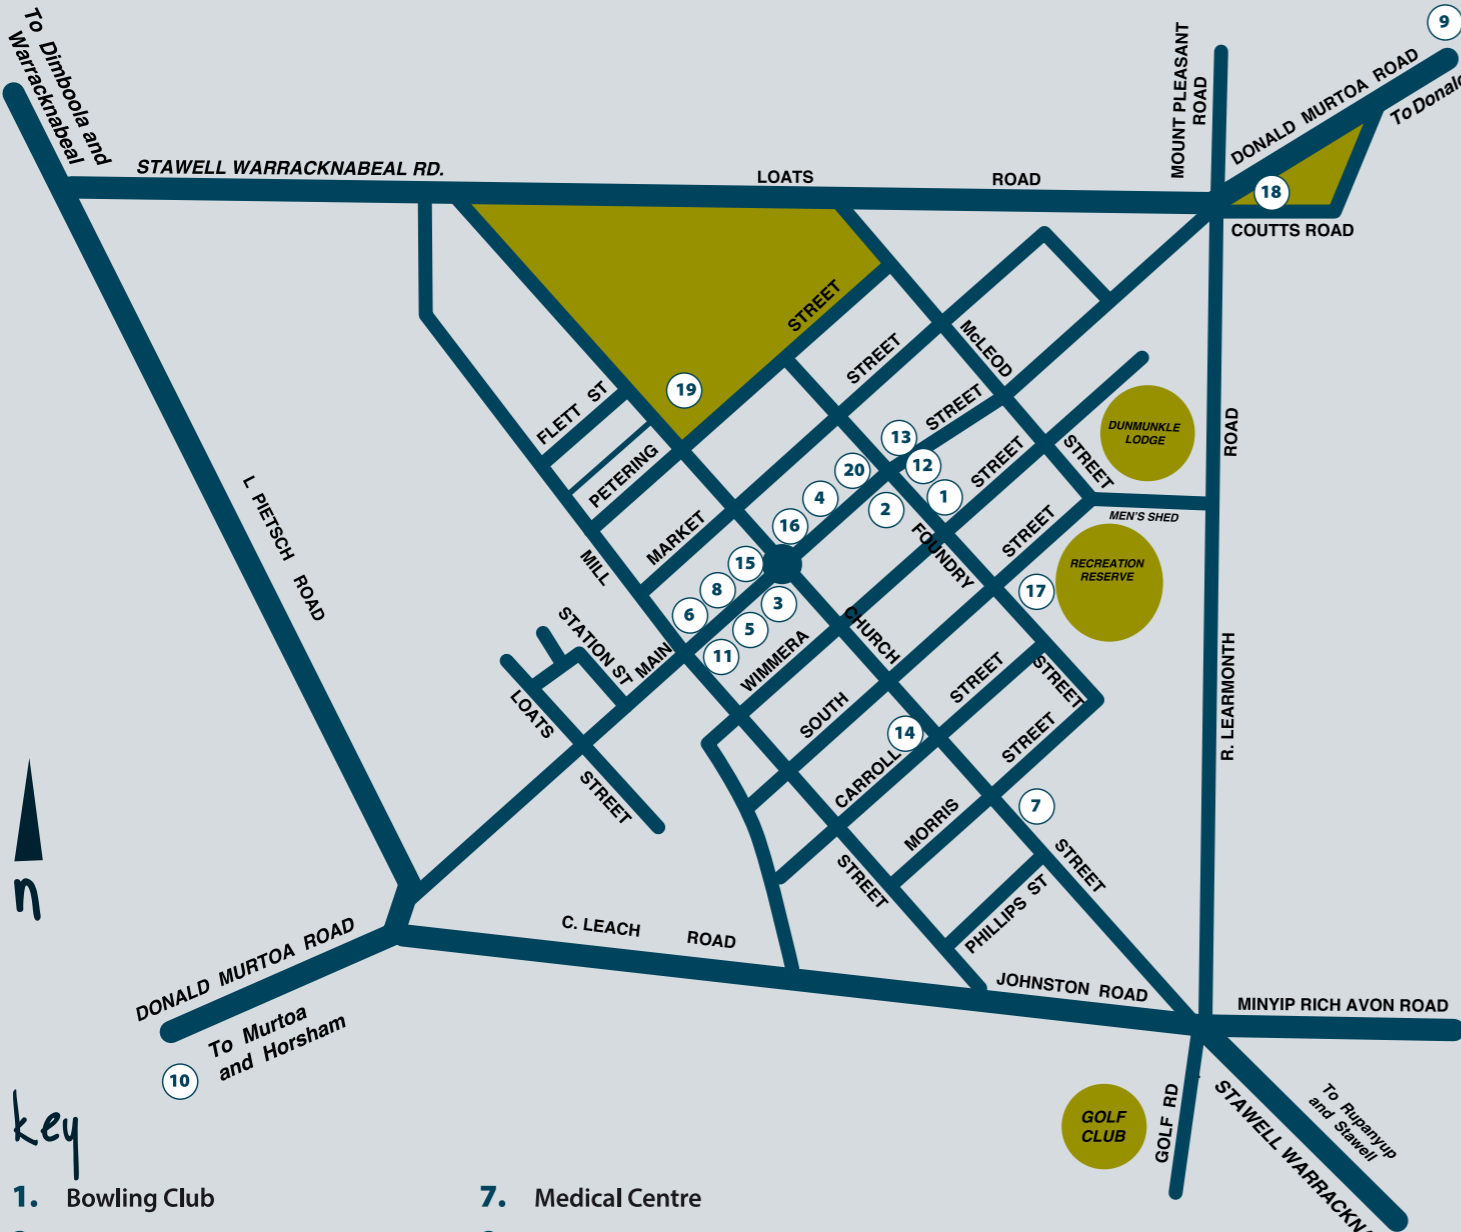 To Dimboola and
Warracknabeal
STAWELL WARRACKNABEAL RD.
LOATS ROAD
MOUNT PLEASANT
ROAD
DONALD MURTOA ROAD
To Donald
9
18
COUTTS ROAD
STREET
19
FLETT ST
PETERING
STREET
McLEOD
STREET
MARKET
STREET
13
12
20
4
2
1
16
15
8
6
3
5
11
STREET
DUNMUNKLE
LODGE
ROAD
MEN'S SHED
RECREATION
RESERVE
17
FOUNDRY
STREET
STREET
L PIETSCH ROAD
MILL
STATION ST
MAIN
LOATS
STREET
WIMMERA
CHURCH
SOUTH
STREET
14
CARROLL
STREET
MORRIS
7
STREET
STREET
PHILLIPS ST
R. LEARMONTH
n
C. LEACH ROAD
DONALD MURTOA ROAD
To Murtoa
and Horsham
10
JOHNSTON ROAD
MINYIP RICH AVON ROAD
GOLF
CLUB
GOLF RD
To Rupanyup
and Stawell
key
1. Bowling Club
7. Medical Centre